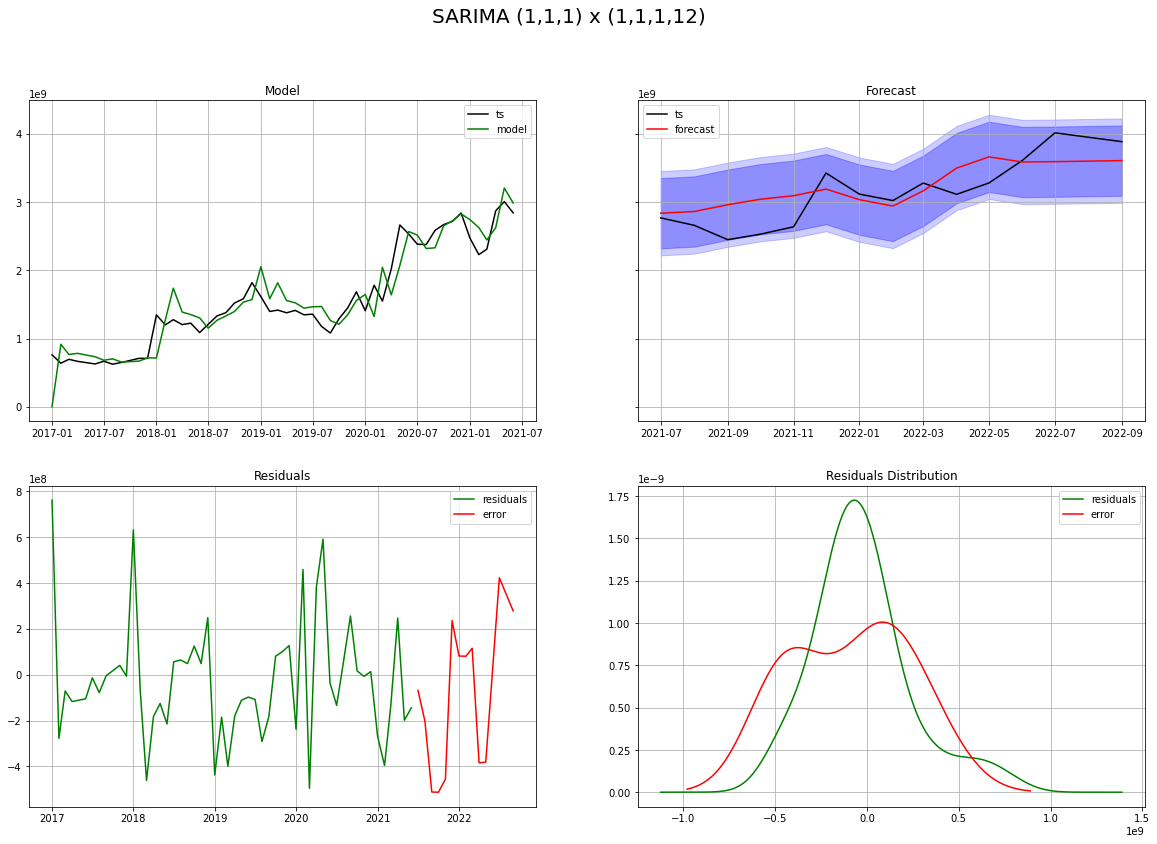 SARIMA (1,1,1) x (1,1,1,12)
Model
1e9
ts
model
4
3
2
1
0
2017-01 2017-07 2018-01 2018-07 2019-01 2019-07 2020-01 2020-07 2021-01 2021-07
Forecast
1e9
ts
forecast
2021-07 2021-09 2021-11 2022-01 2022-03 2022-05 2022-07 2022-09
Residuals
1e8
residuals
error
8
6
4
2
0
−2
−4
2017 2018 2019 2020 2021 2022
Residuals Distribution
1e−9
residuals
error
1.75
1.50
1.25
1.00
0.75
0.50
0.25
0.00
−1.0 −0.5 0.0 0.5 1.0 1.5
1e9